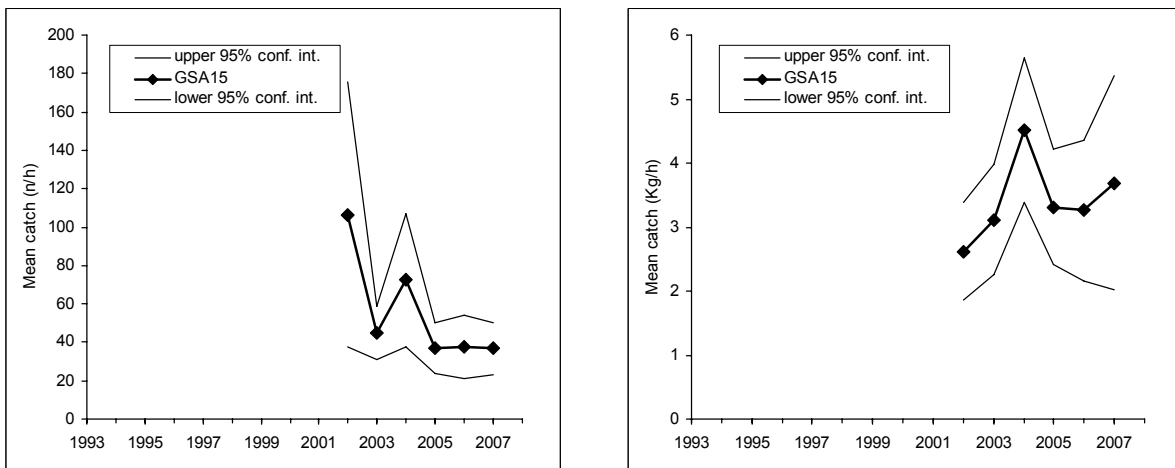 Mean catch (n/h)
200
180
160
140
120
100
80
60
40
20
0
upper 95% conf. int.
GSA15
lower 95% conf. int.
1993 1995 1997 1999 2001 2003 2005 2007
Mean catch (Kg/h)
6
5
4
3
2
1
0
upper 95% conf. int.
GSA15
lower 95% conf. int.
1993 1995 1997 1999 2001 2003 2005 2007